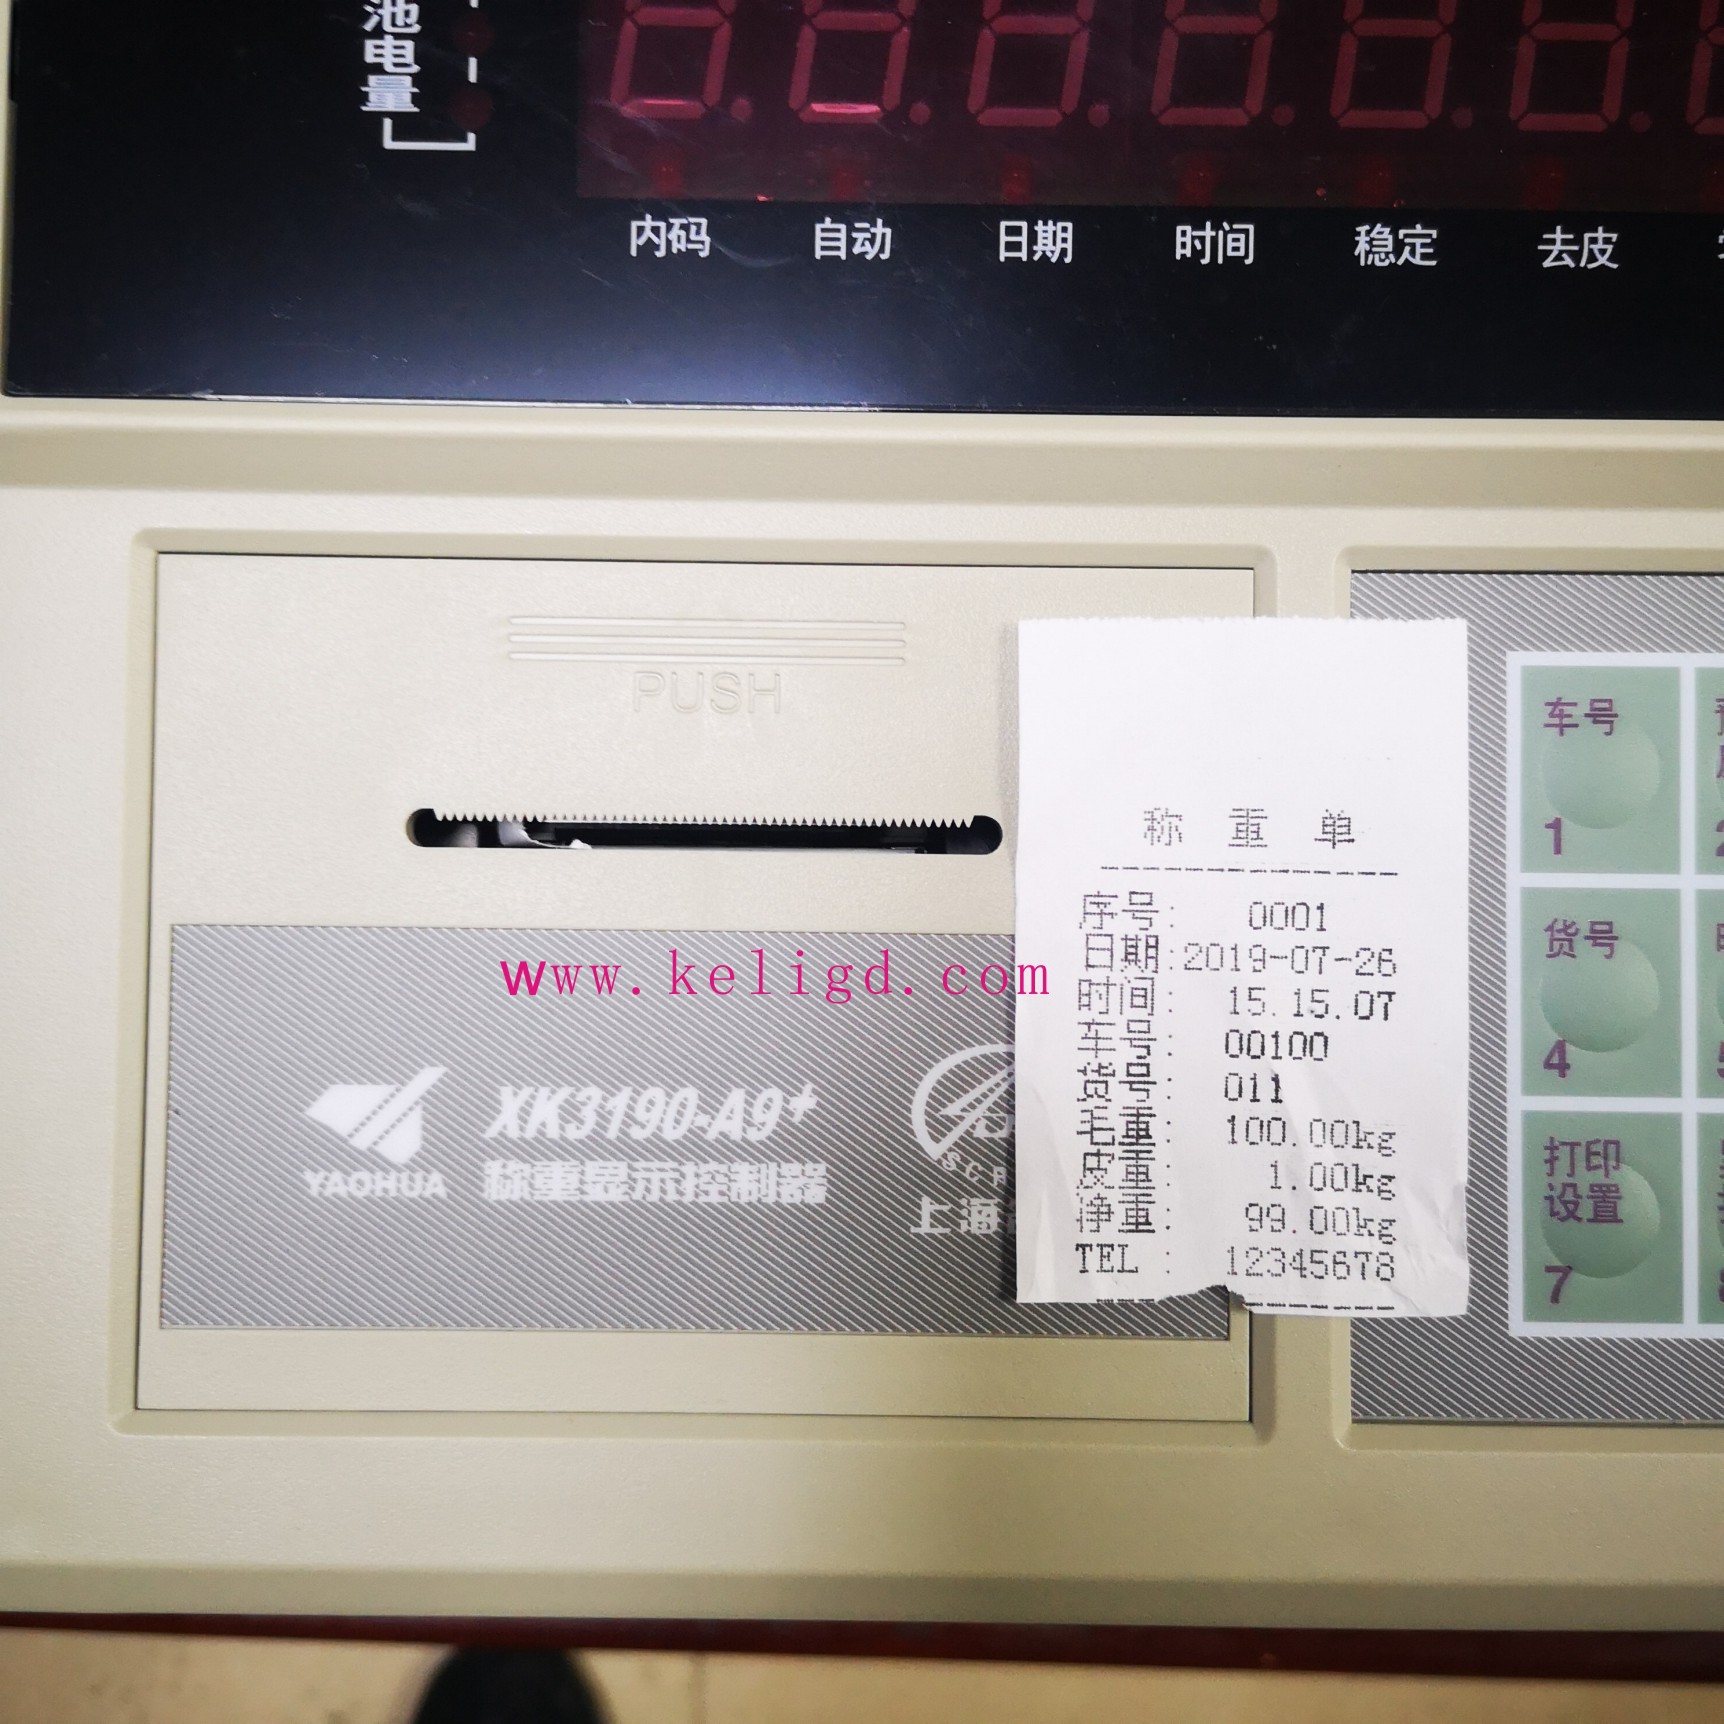 池电量
内码 自动 日期 时间 稳定 去皮
PUSH
www.keligd.com
YAOHUA
XK3190-A9+
称重显示控制器
SCA
上海
称 重 单
序号: 0001
日期:2019-07-26
时间: 15.15.07
车号: 00100
货号: 011
毛重: 100.00kg
皮重: 1.00kg
净重: 99.00kg
TEL : 12345678
车号
1
货号
4
打印
设置
7